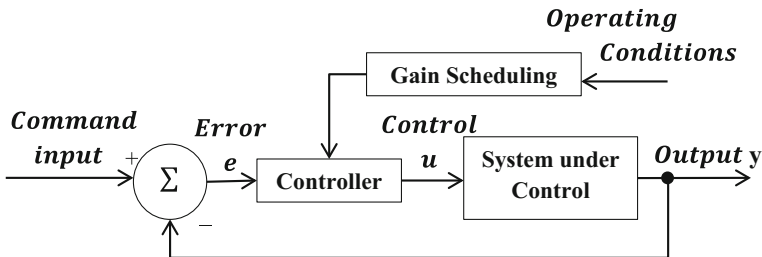 Operating
Conditions
Gain Scheduling
Command
input
+
Error
e
Σ
−
Controller
Control
u
System under
Control
Output y